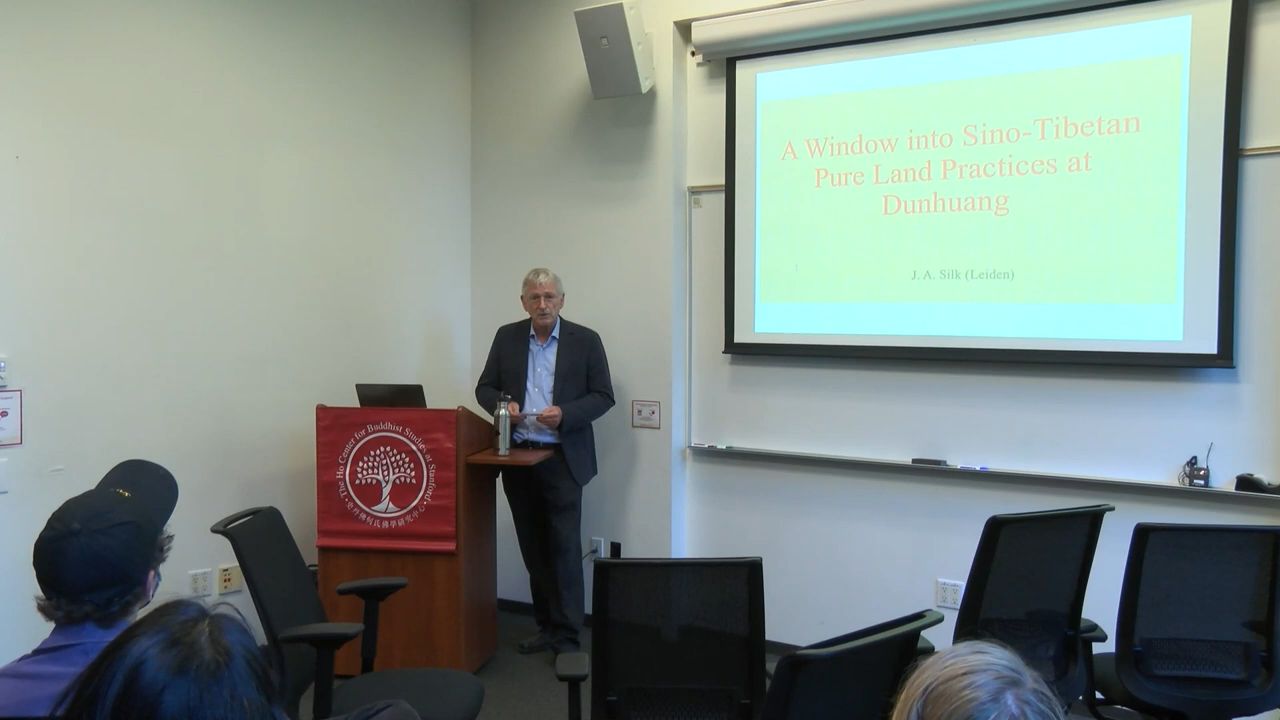 A Window into Sino-Tibetan
Pure Land Practices at
Dunhuang
J. A. Silk (Leiden)
The Ho Center for Buddhist Studies at Stanford